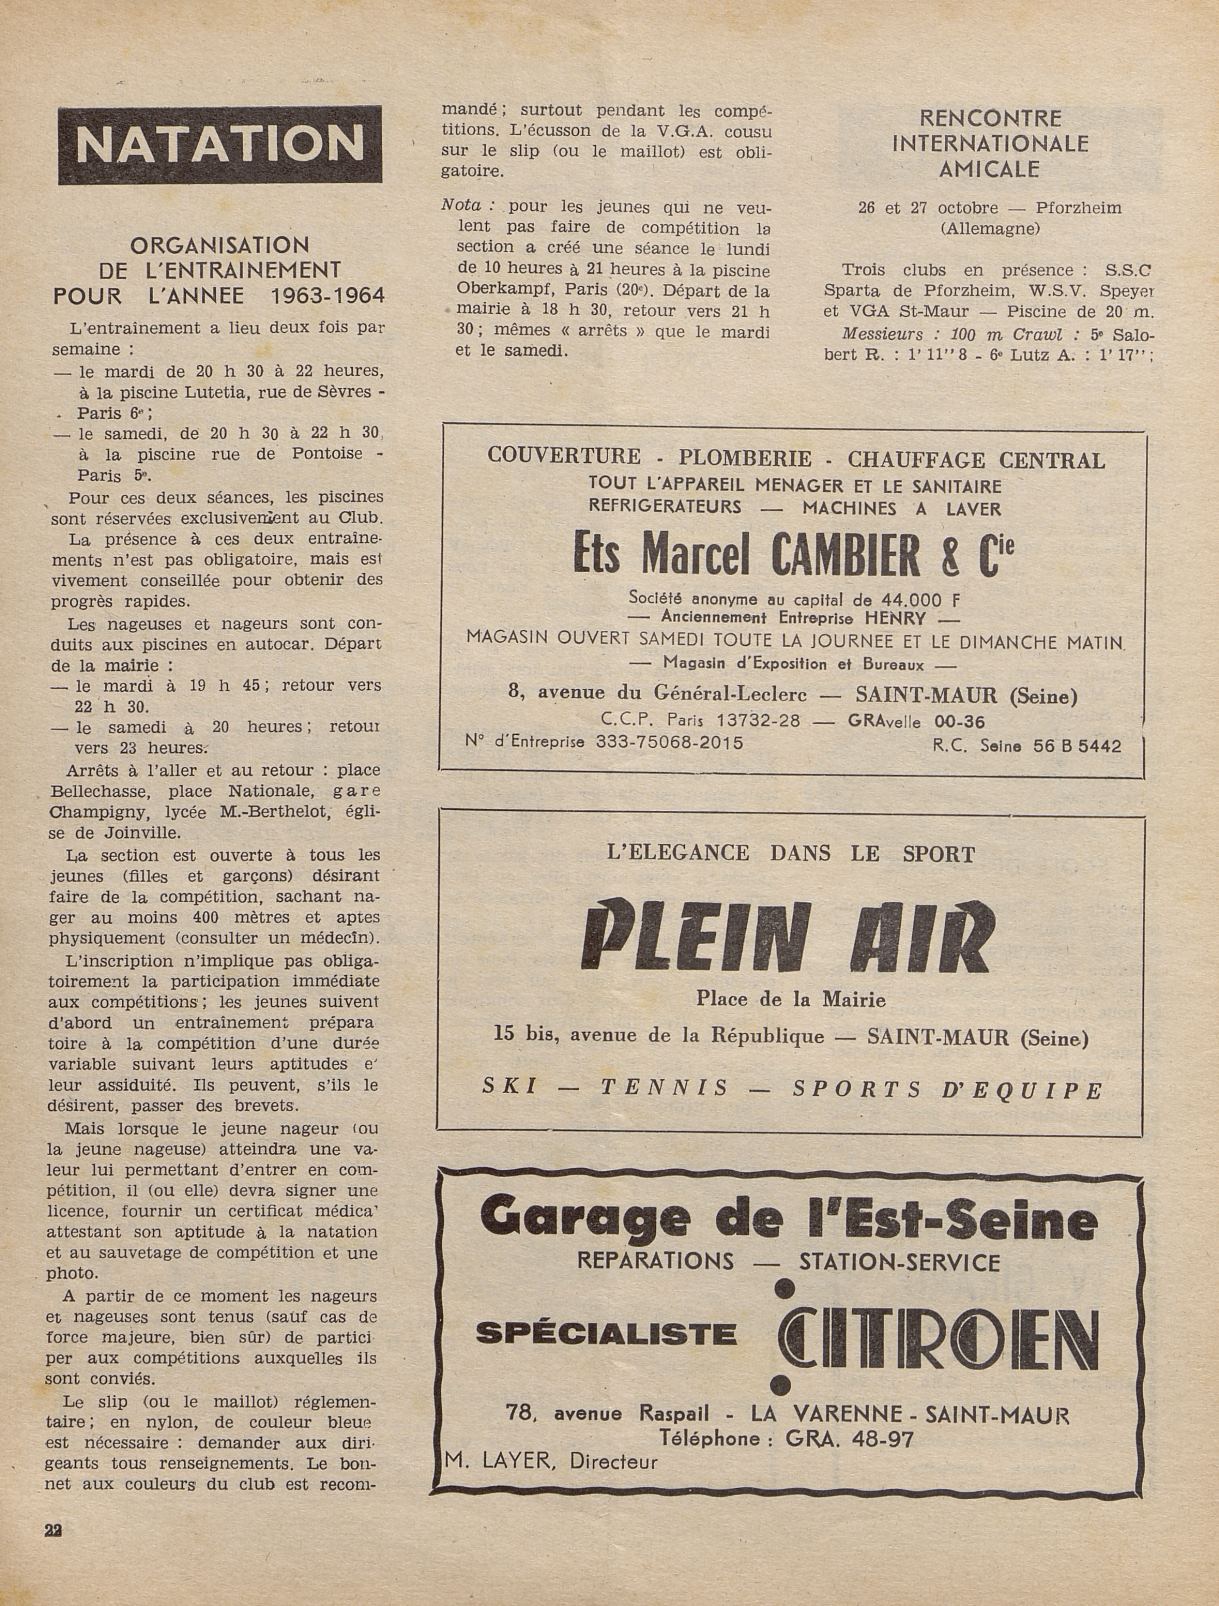 NATATION
ORGANISATION
DE L'ENTRAINEMENT
POUR L'ANNEE 1963-1964
L'entraînement a lieu deux fois par
semaine :
— le mardi de 20 h 30 à 22 heures,
à la piscine Lutetia, rue de Sèvres -
Paris 6e;
— le samedi, de 20 h 30 à 22 h 30,
à la piscine rue de Pontoise -
Paris 5e.
Pour ces deux séances, les piscines
sont réservées exclusivement au Club.
La présence à ces deux entraîne-
ments n'est pas obligatoire, mais est
vivement conseillée pour obtenir des
progrès rapides.
Les nageuses et nageurs sont con-
duits aux piscines en autocar. Départ
de la mairie :
— le mardi à 19 h 45; retour vers
22 h 30.
— le samedi à 20 heures; retour
vers 23 heures.
Arrêts à l'aller et au retour : place
Bellechasse, place Nationale, gare
Champigny, lycée M.-Berthelot, égli-
se de Joinville.
La section est ouverte à tous les
jeunes (filles et garçons) désirant
faire de la compétition, sachant na-
ger au moins 400 mètres et aptes
physiquement (consulter un médecin).
L'inscription n'implique pas obliga-
toirement la participation immédiate
aux compétitions; les jeunes suivent
d'abord un entraînement prépara
toire à la compétition d'une durée
variable suivant leurs aptitudes e'
leur assiduité. Ils peuvent, s'ils le
désirent, passer des brevets.
Mais lorsque le jeune nageur (ou
la jeune nageuse) atteindra une va-
leur lui permettant d'entrer en com-
pétition, il (ou elle) devra signer une
licence, fournir un certificat médica'
attestant son aptitude à la natation
et au sauvetage de compétition et une
photo.
A partir de ce moment les nageurs
et nageuses sont tenus (sauf cas de
force majeure, bien sûr) de partici
per aux compétitions auxquelles ils
sont conviés.
Le slip (ou le maillot) réglemen-
taire; en nylon, de couleur bleue
est nécessaire : demander aux diri-
geants tous renseignements. Le bon-
net aux couleurs du club est recom-
mandé; surtout pendant les compé-
titions. L'écusson de la V.G.A. cousu
sur le slip (ou le maillot) est obli-
gatoire.
Nota : pour les jeunes qui ne veu-
lent pas faire de compétition la
section a créé une séance le lundi
de 10 heures à 21 heures à la piscine
Oberkampf, Paris (20e). Départ de la
mairie à 18 h 30, retour vers 21 h
30; mêmes « arrêts » que le mardi
et le samedi.
RENCONTRE
INTERNATIONALE
AMICALE
26 et 27 octobre — Pforzheim
(Allemagne)
Trois clubs en présence : S.S.C
Sparta de Pforzheim, W.S.V. Speyer
et VGA St-Maur — Piscine de 20 m.
Messieurs : 100 m Crawl : 5e Salo-
bert R. : 1' 11'' 8 - 6e Lutz A. : 1' 17'';
COUVERTURE - PLOMBERIE - CHAUFFAGE CENTRAL
TOUT L'APPAREIL MENAGER ET LE SANITAIRE
REFRIGERATEURS — MACHINES A LAVER
Ets Marcel CAMBIER & Cie
Société anonyme au capital de 44.000 F
— Anciennement Entreprise HENRY —
MAGASIN OUVERT SAMEDI TOUTE LA JOURNEE ET LE DIMANCHE MATIN.
— Magasin d'Exposition et Bureaux —
8, avenue du Général-Leclerc — SAINT-MAUR (Seine)
C.C.P. Paris 13732-28 — GRAvelle 00-36
N° d'Entreprise 333-75068-2015 R.C. Seine 56 B 5442
L'ELEGANCE DANS LE SPORT
PLEIN AIR
Place de la Mairie
15 bis, avenue de la République — SAINT-MAUR (Seine)
SKI — TENNIS — SPORTS D'EQUIPE
Garage de l'Est-Seine
REPARATIONS — STATION-SERVICE
SPÉCIALISTE CITROEN
78, avenue Raspail - LA VARENNE - SAINT-MAUR
Téléphone : GRA. 48-97
M. LAYER, Directeur
22